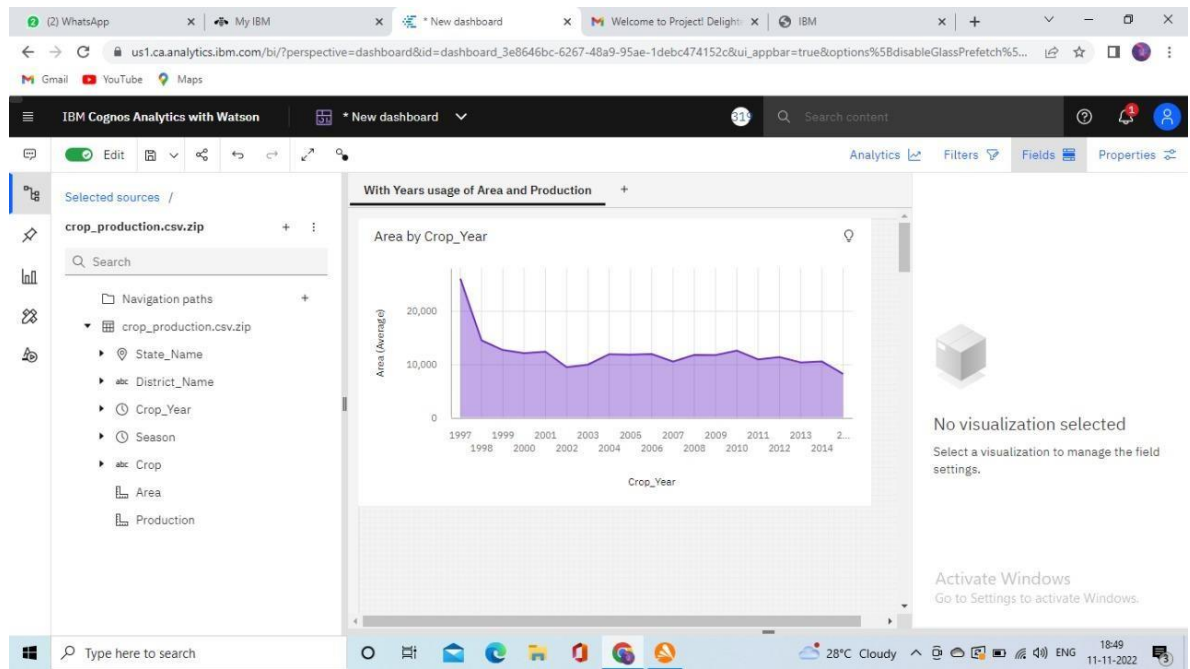 (2) WhatsApp
My IBM
* New dashboard
Welcome to Project! Delight
IBM
us1.ca.analytics.ibm.com/bi/?perspective=dashboard&id=dashboard_3e8646bc-6267-48a9-95ae-1debc474152c&ui_appbar=true&options%5BdisableGlassPrefetch%5...
Gmail YouTube Maps
IBM Cognos Analytics with Watson
* New dashboard
319
Search content
1
Edit
Analytics Filters Fields Properties
Selected sources /
crop_production.csv.zip
Search
Navigation paths
crop_production.csv.zip
State_Name
abc District_Name
Crop_Year
Season
abc Crop
Area
Production
With Years usage of Area and Production
Area by Crop_Year
Area (Average)
20,000
10,000
0
1997 1999 2001 2003 2005 2007 2009 2011 2013 2...
1998 2000 2002 2004 2006 2008 2010 2012 2014
Crop_Year
No visualization selected
Select a visualization to manage the field
settings.
Activate Windows
Go to Settings to activate Windows.
Type here to search
28°C Cloudy
ENG
18:49
11-11-2022
3